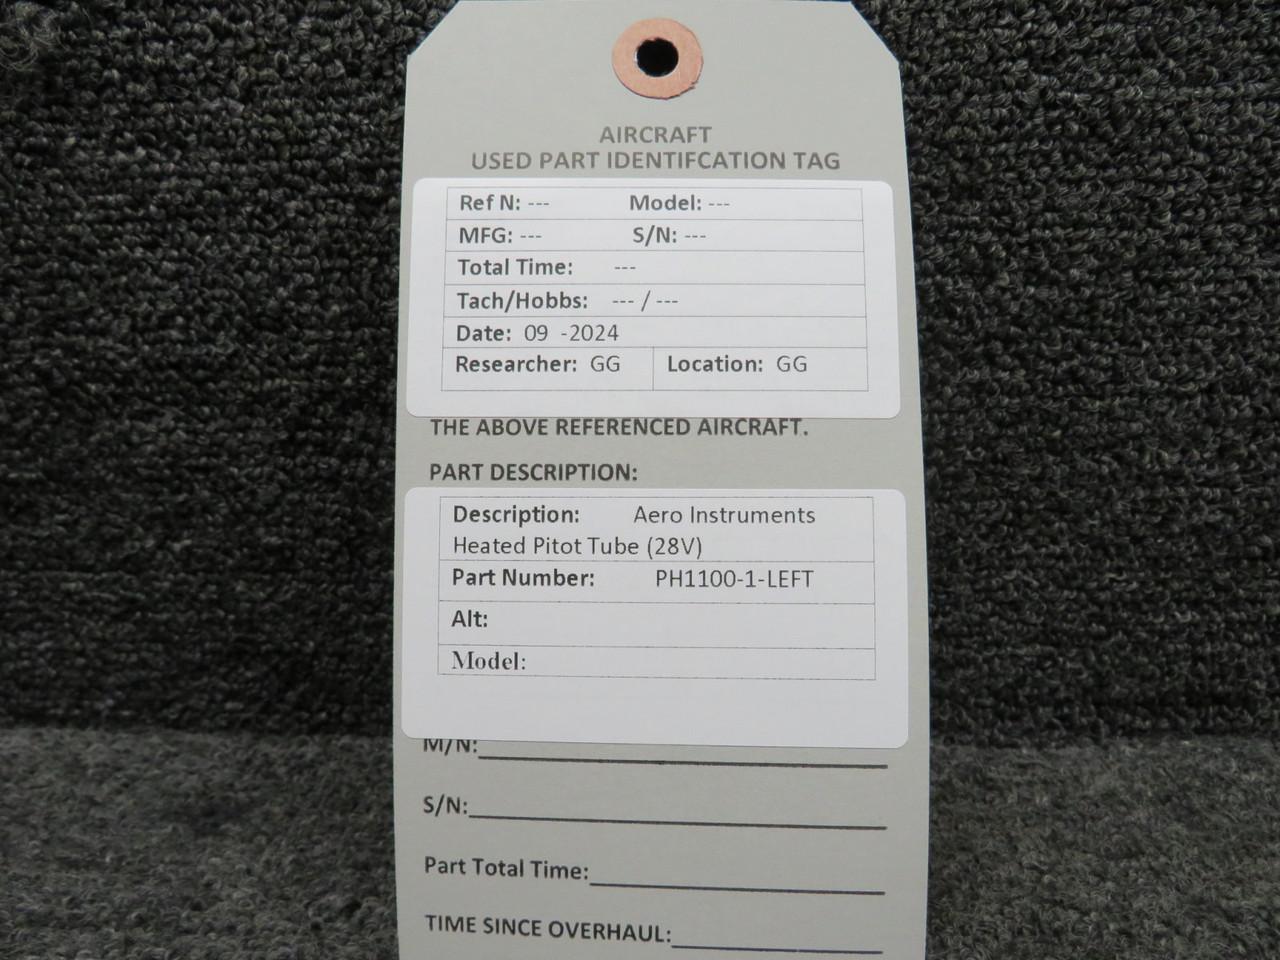 AIRCRAFT
USED PART IDENTIFCATION TAG
Ref N: --- Model: ---
MFG: --- S/N: ---
Total Time: ---
Tach/Hobbs: --- / ---
Date: 09 -2024
Researcher: GG Location: GG
THE ABOVE REFERENCED AIRCRAFT.
PART DESCRIPTION:
Description: Aero Instruments
Heated Pitot Tube (28V)
Part Number: PH1100-1-LEFT
Alt:
Model:
M/N:
S/N:
Part Total Time:
TIME SINCE OVERHAUL: